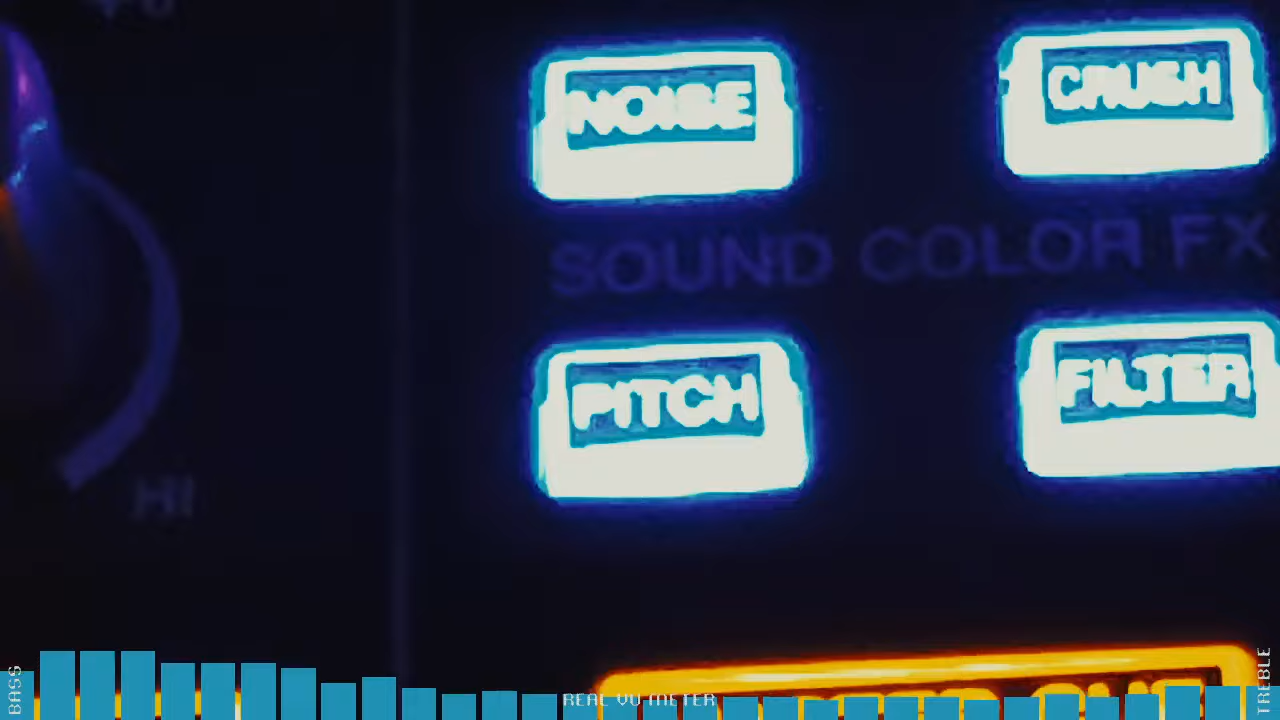 NOISE
CRUSH
SOUND COLOR FX
PITCH
FILTER
HI
BASS
REAL VU METER
TREBLE